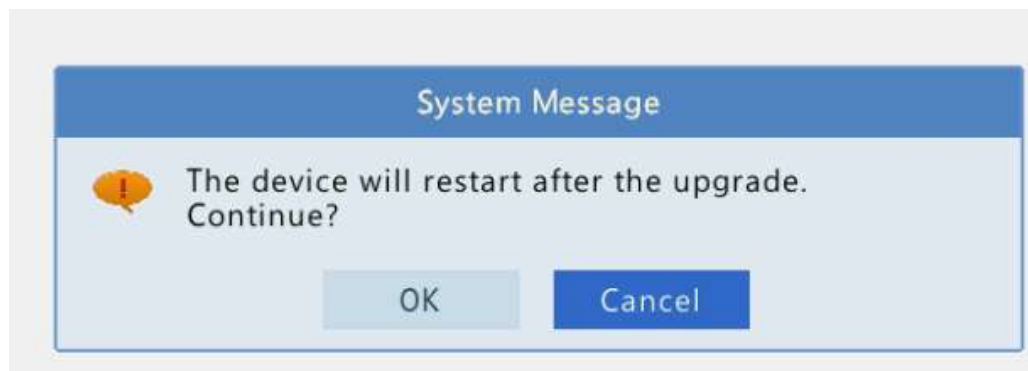 System Message
The device will restart after the upgrade.
Continue?
OK
Cancel